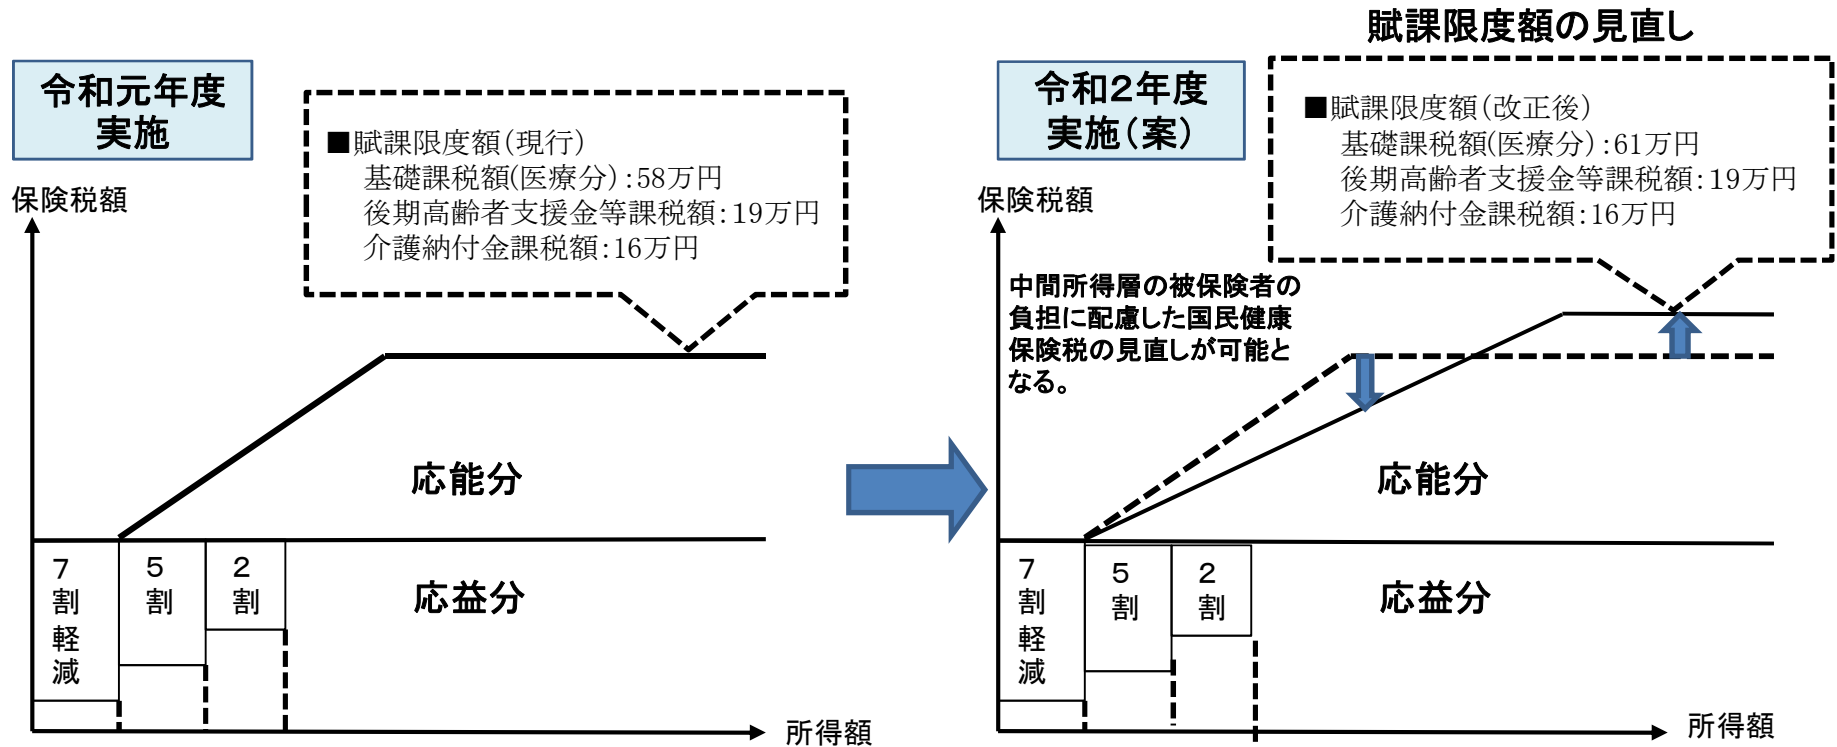 賦課限度額の見直し
令和元年度
実施
■賦課限度額(現行)
基礎課税額(医療分):58万円
後期高齢者支援金等課税額:19万円
介護納付金課税額:16万円
保険税額
応能分
7
割
軽
減
5
割
2
割
応益分
所得額
令和2年度
実施(案)
■賦課限度額(改正後)
基礎課税額(医療分):61万円
後期高齢者支援金等課税額:19万円
介護納付金課税額:16万円
保険税額
中間所得層の被保険者の
負担に配慮した国民健康
保険税の見直しが可能と
なる。
応能分
7
割
軽
減
5
割
2
割
応益分
所得額